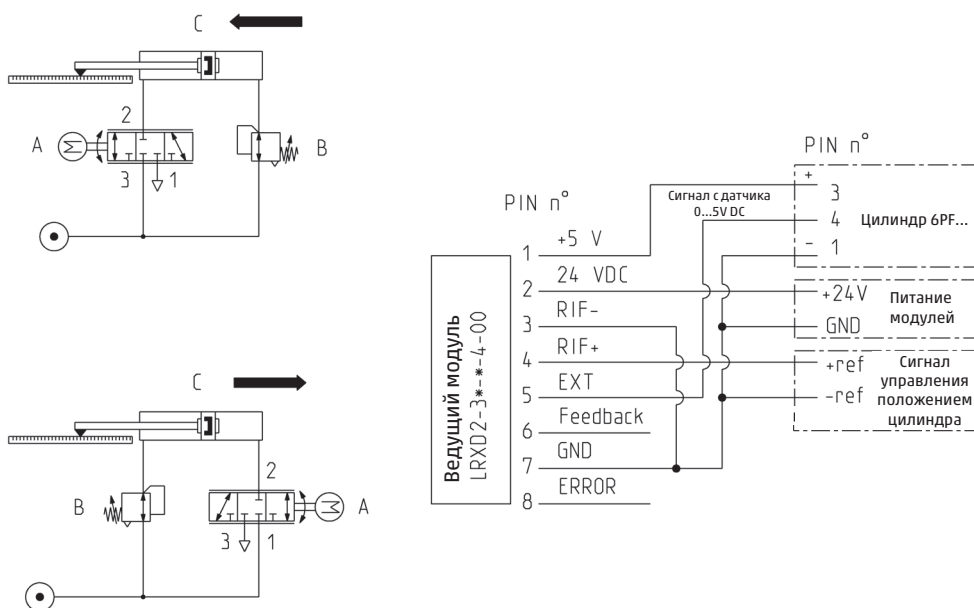 C
2
A
M
3
1
B
C
2
B
M
A
3
1
PIN n°
PIN n°
Ведущий модуль
LRXD2-3*-*-4-00
1
+5 V
2
24 VDC
3
RIF-
4
RIF+
5
EXT
6
Feedback
7
GND
8
ERROR
Сигнал с датчика
0...5V DC
+
3
4
- 1
Цилиндр 6PF...
+24V
GND
Питание
модулей
+ref
-ref
Сигнал
управления
положением
цилиндра